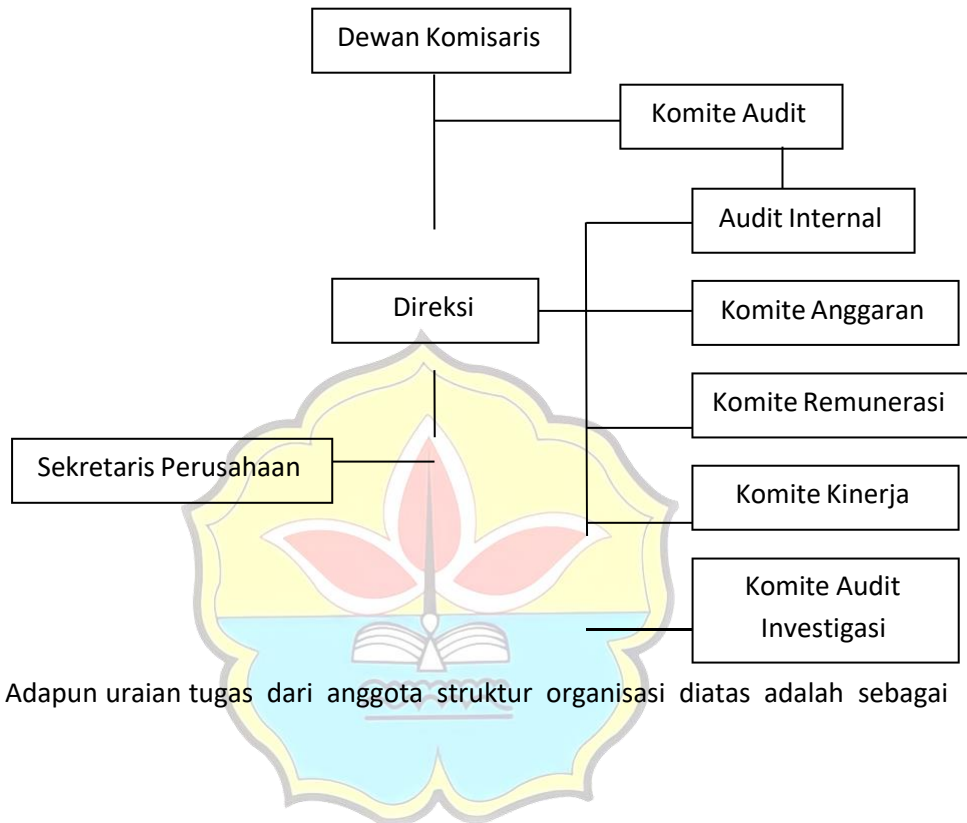 Dewan Komisaris
Komite Audit
Audit Internal
Direksi
Komite Anggaran
Komite Remunerasi
Sekretaris Perusahaan
Komite Kinerja
Komite Audit
Investigasi
Adapun uraian tugas dari anggota struktur organisasi diatas adalah sebagai